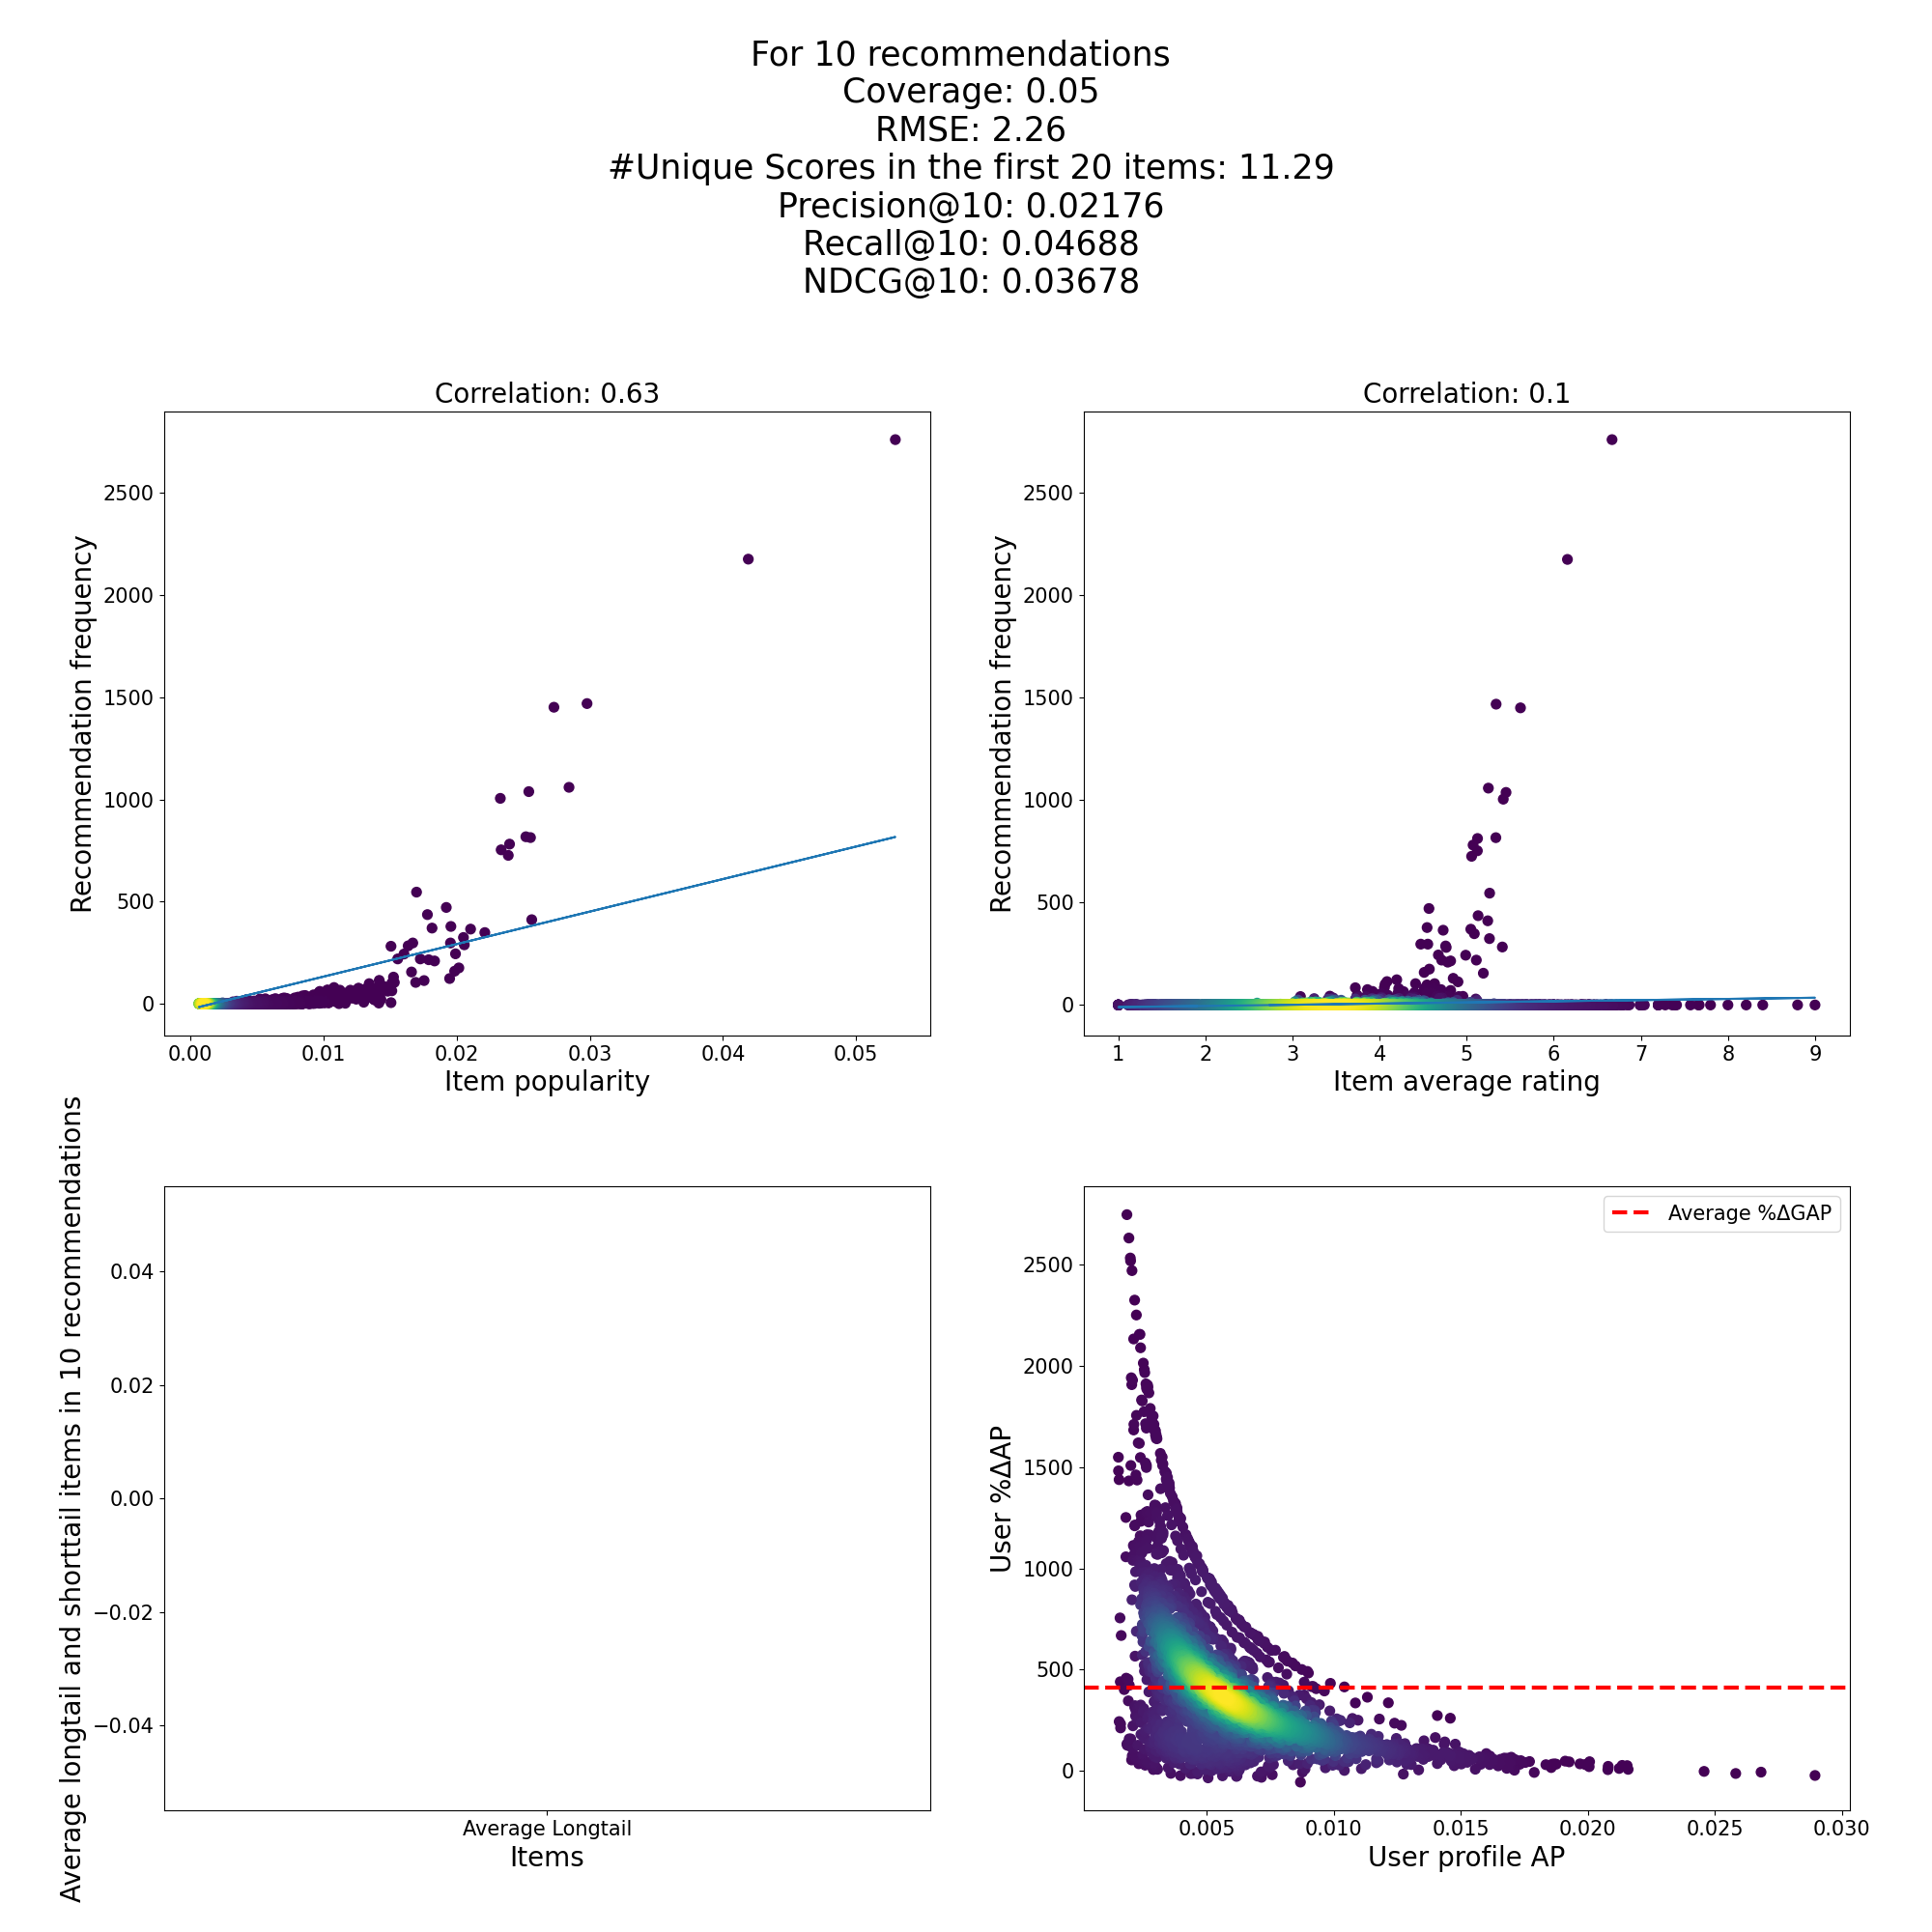 For 10 recommendations
Coverage: 0.05
RMSE: 2.26
#Unique Scores in the first 20 items: 11.29
Precision@10: 0.02176
Recall@10: 0.04688
NDCG@10: 0.03678
Correlation: 0.63
Recommendation frequency
2500
2000
1500
1000
500
0
0.00 0.01 0.02 0.03 0.04 0.05
Item popularity
Correlation: 0.1
Recommendation frequency
2500
2000
1500
1000
500
0
1 2 3 4 5 6 7 8 9
Item average rating
Average longtail and shorttail items in 10 recommendations
0.04
0.02
0.00
−0.02
−0.04
Average Longtail
Items
Average %ΔGAP
User %ΔAP
2500
2000
1500
1000
500
0
0.005 0.010 0.015 0.020 0.025 0.030
User profile AP